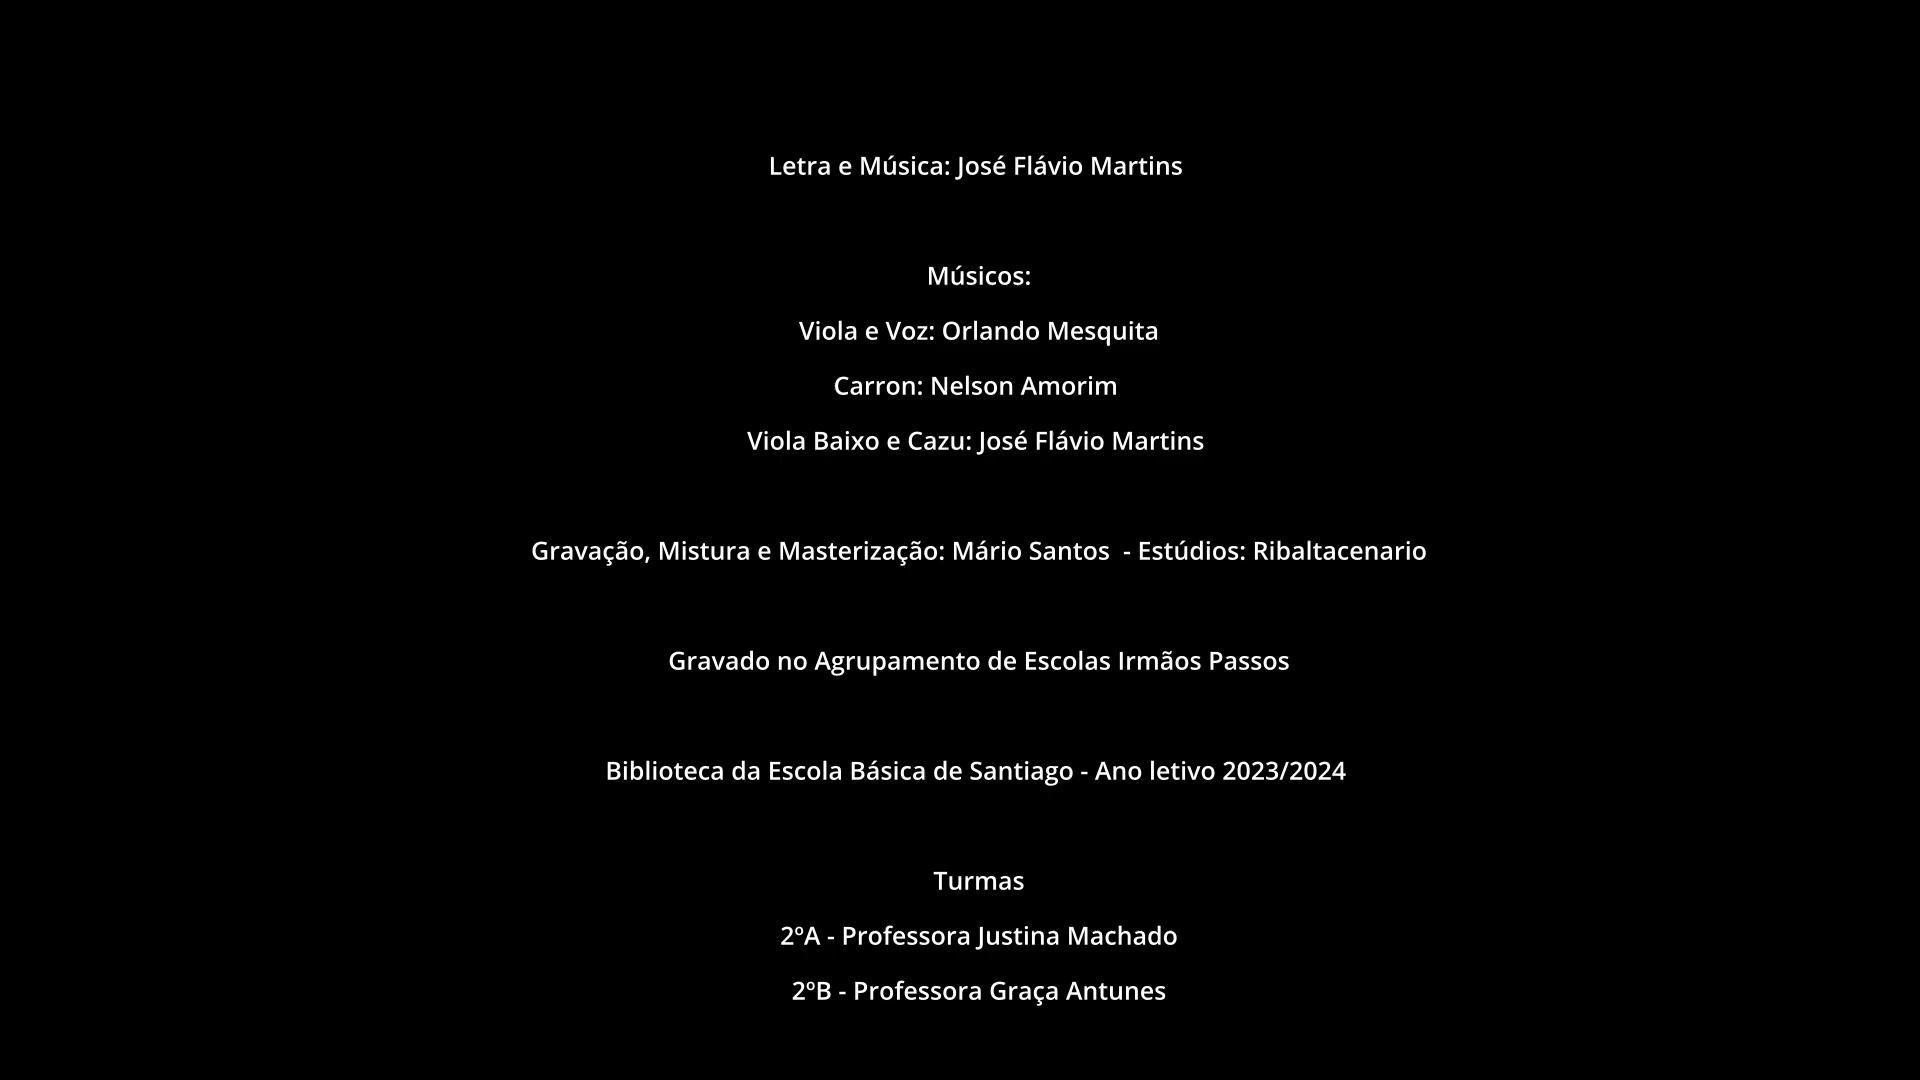 Letra e Música: José Flávio Martins
Músicos:
Viola e Voz: Orlando Mesquita
Carron: Nelson Amorim
Viola Baixo e Cazu: José Flávio Martins
Gravação, Mistura e Masterização: Mário Santos  - Estúdios: Ribaltacenario
Gravado no Agrupamento de Escolas Irmãos Passos
Biblioteca da Escola Básica de Santiago - Ano letivo 2023/2024
Turmas
2ºA - Professora Justina Machado
2ºB - Professora Graça Antunes